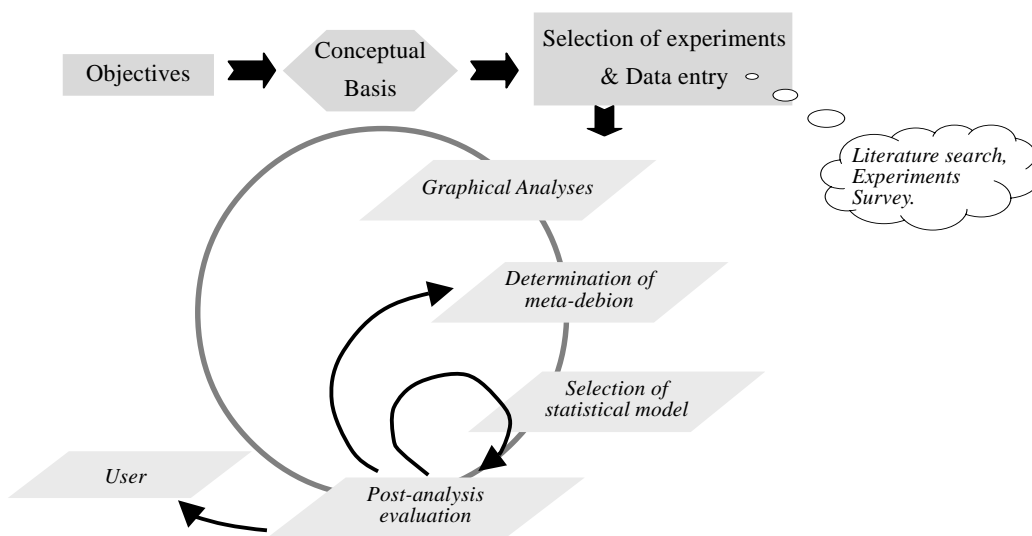 Objectives
Conceptual
Basis
Selection of experiments
& Data entry
Literature search,
Experiments
Survey.
Graphical Analyses
Determination of
meta-debion
Selection of
statistical model
User
Post-analysis
evaluation